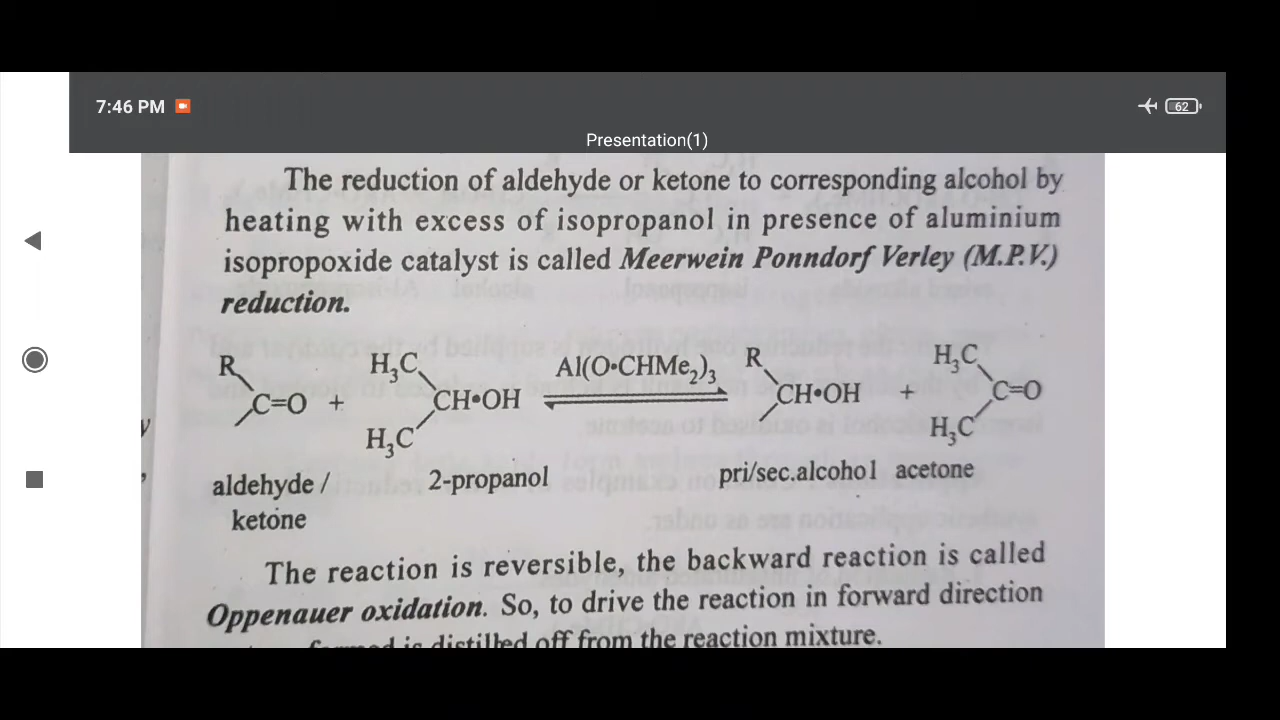 7:46 PM
62
Presentation(1)
The reduction of aldehyde or ketone to corresponding alcohol by
heating with excess of isopropanol in presence of aluminium
isopropoxide catalyst is called Meerwein Ponndorf Verley (M.P.V.)
reduction.
R H₃C Al(O•CHMe₂)₃ R H₃C
C=O + CH•OH ⇌ CH•OH + C=O
H₃C H₃C
aldehyde / 2-propanol pri/sec.alcohol acetone
ketone
The reaction is reversible, the backward reaction is called
Oppenauer oxidation. So, to drive the reaction in forward direction
formed is distilled off from the reaction mixture.